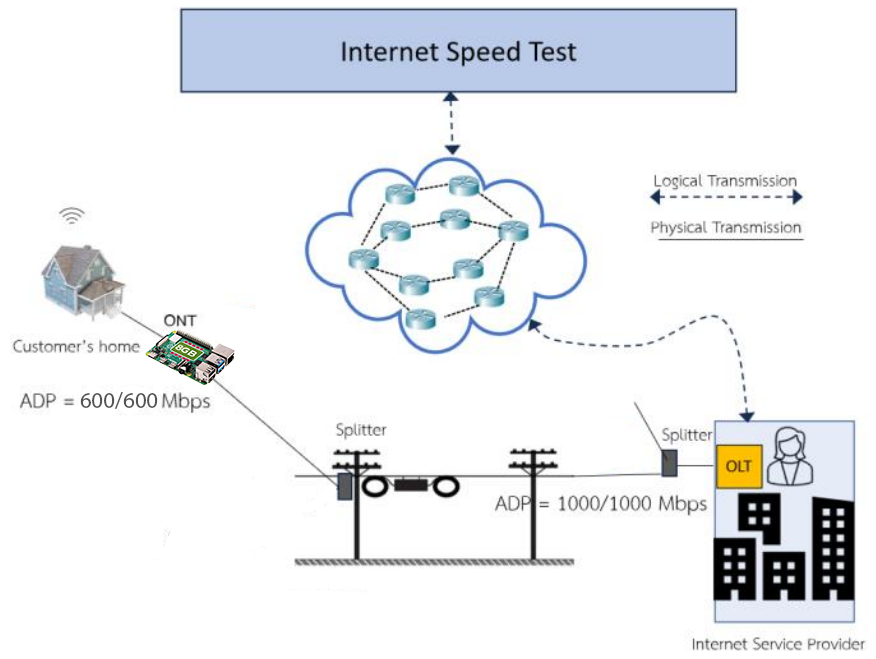 Internet Speed Test
Logical Transmission
Physical Transmission
ONT
8GB
Customer's home
ADP = 600/600 Mbps
Splitter
Splitter
OLT
ADP = 1000/1000 Mbps
Internet Service Provider